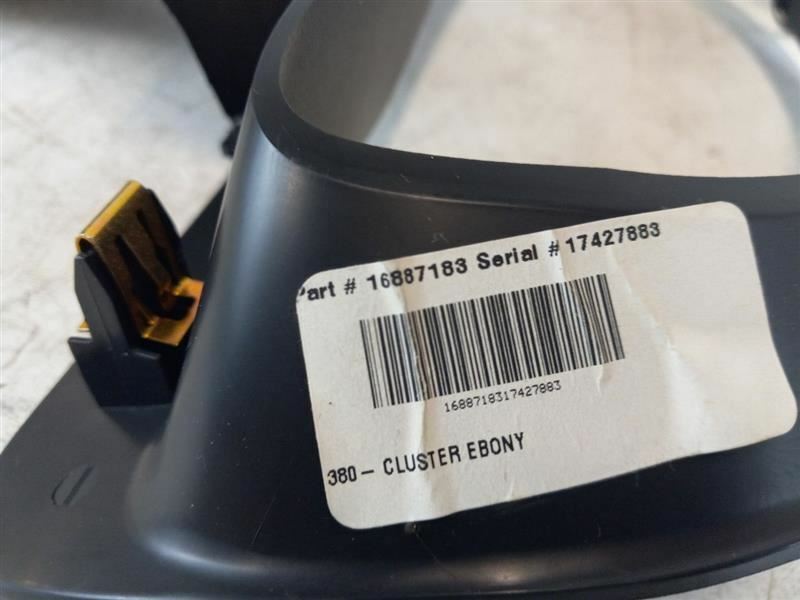 Part # 16887183 Serial # 17427883
1688718317427883
380- CLUSTER EBONY